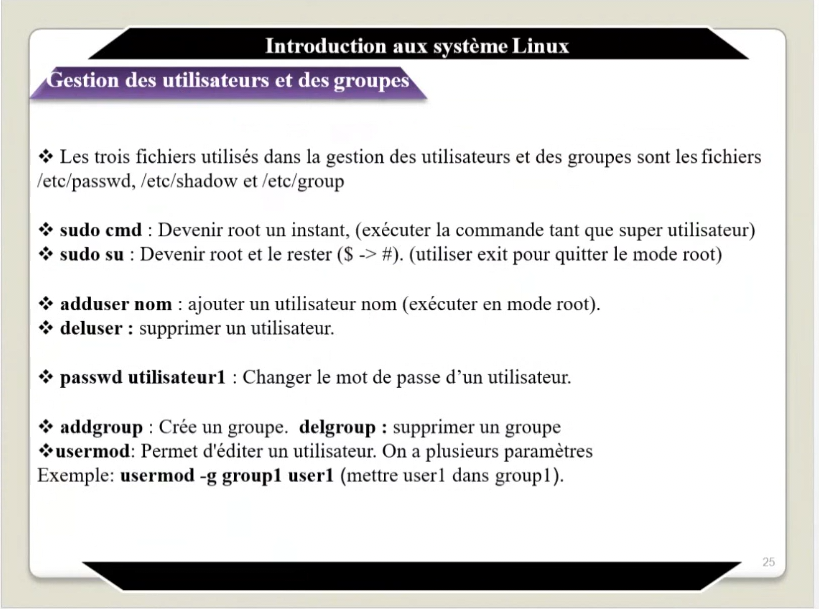 Introduction aux système Linux
Gestion des utilisateurs et des groupes
❖ Les trois fichiers utilisés dans la gestion des utilisateurs et des groupes sont les fichiers
/etc/passwd, /etc/shadow et /etc/group
❖ sudo cmd : Devenir root un instant, (exécuter la commande tant que super utilisateur)
❖ sudo su : Devenir root et le rester ($ -> #). (utiliser exit pour quitter le mode root)
❖ adduser nom : ajouter un utilisateur nom (exécuter en mode root).
❖ deluser : supprimer un utilisateur.
❖ passwd utilisateur1 : Changer le mot de passe d’un utilisateur.
❖ addgroup : Crée un groupe. delgroup : supprimer un groupe
❖usermod: Permet d'éditer un utilisateur. On a plusieurs paramètres
Exemple: usermod -g group1 user1 (mettre user1 dans group1).
25